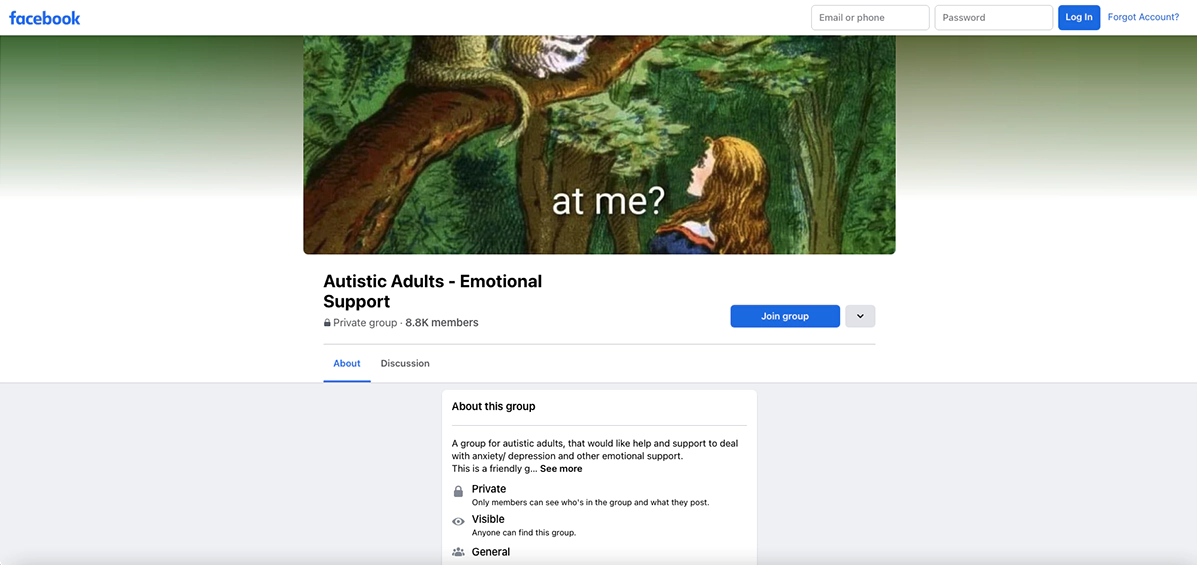 facebook
Email or phone
Password
Log In
Forgot Account?
at me?
Autistic Adults - Emotional
Support
Private group · 8.8K members
Join group
About
Discussion
About this group
A group for autistic adults, that would like help and support to deal
with anxiety/ depression and other emotional support.
This is a friendly g... See more
Private
Only members can see who's in the group and what they post.
Visible
Anyone can find this group.
General